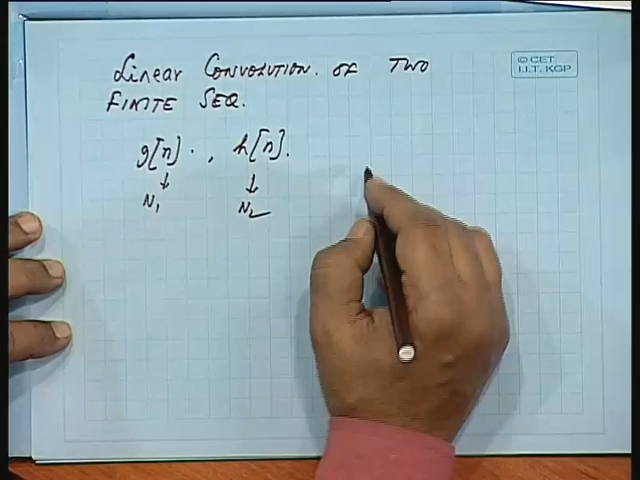 Linear Convolution. of Two
Finite Seq.
© CET
I.I.T. KGP
g[n] . , h[n].
↓ ↓
N₁ N₂